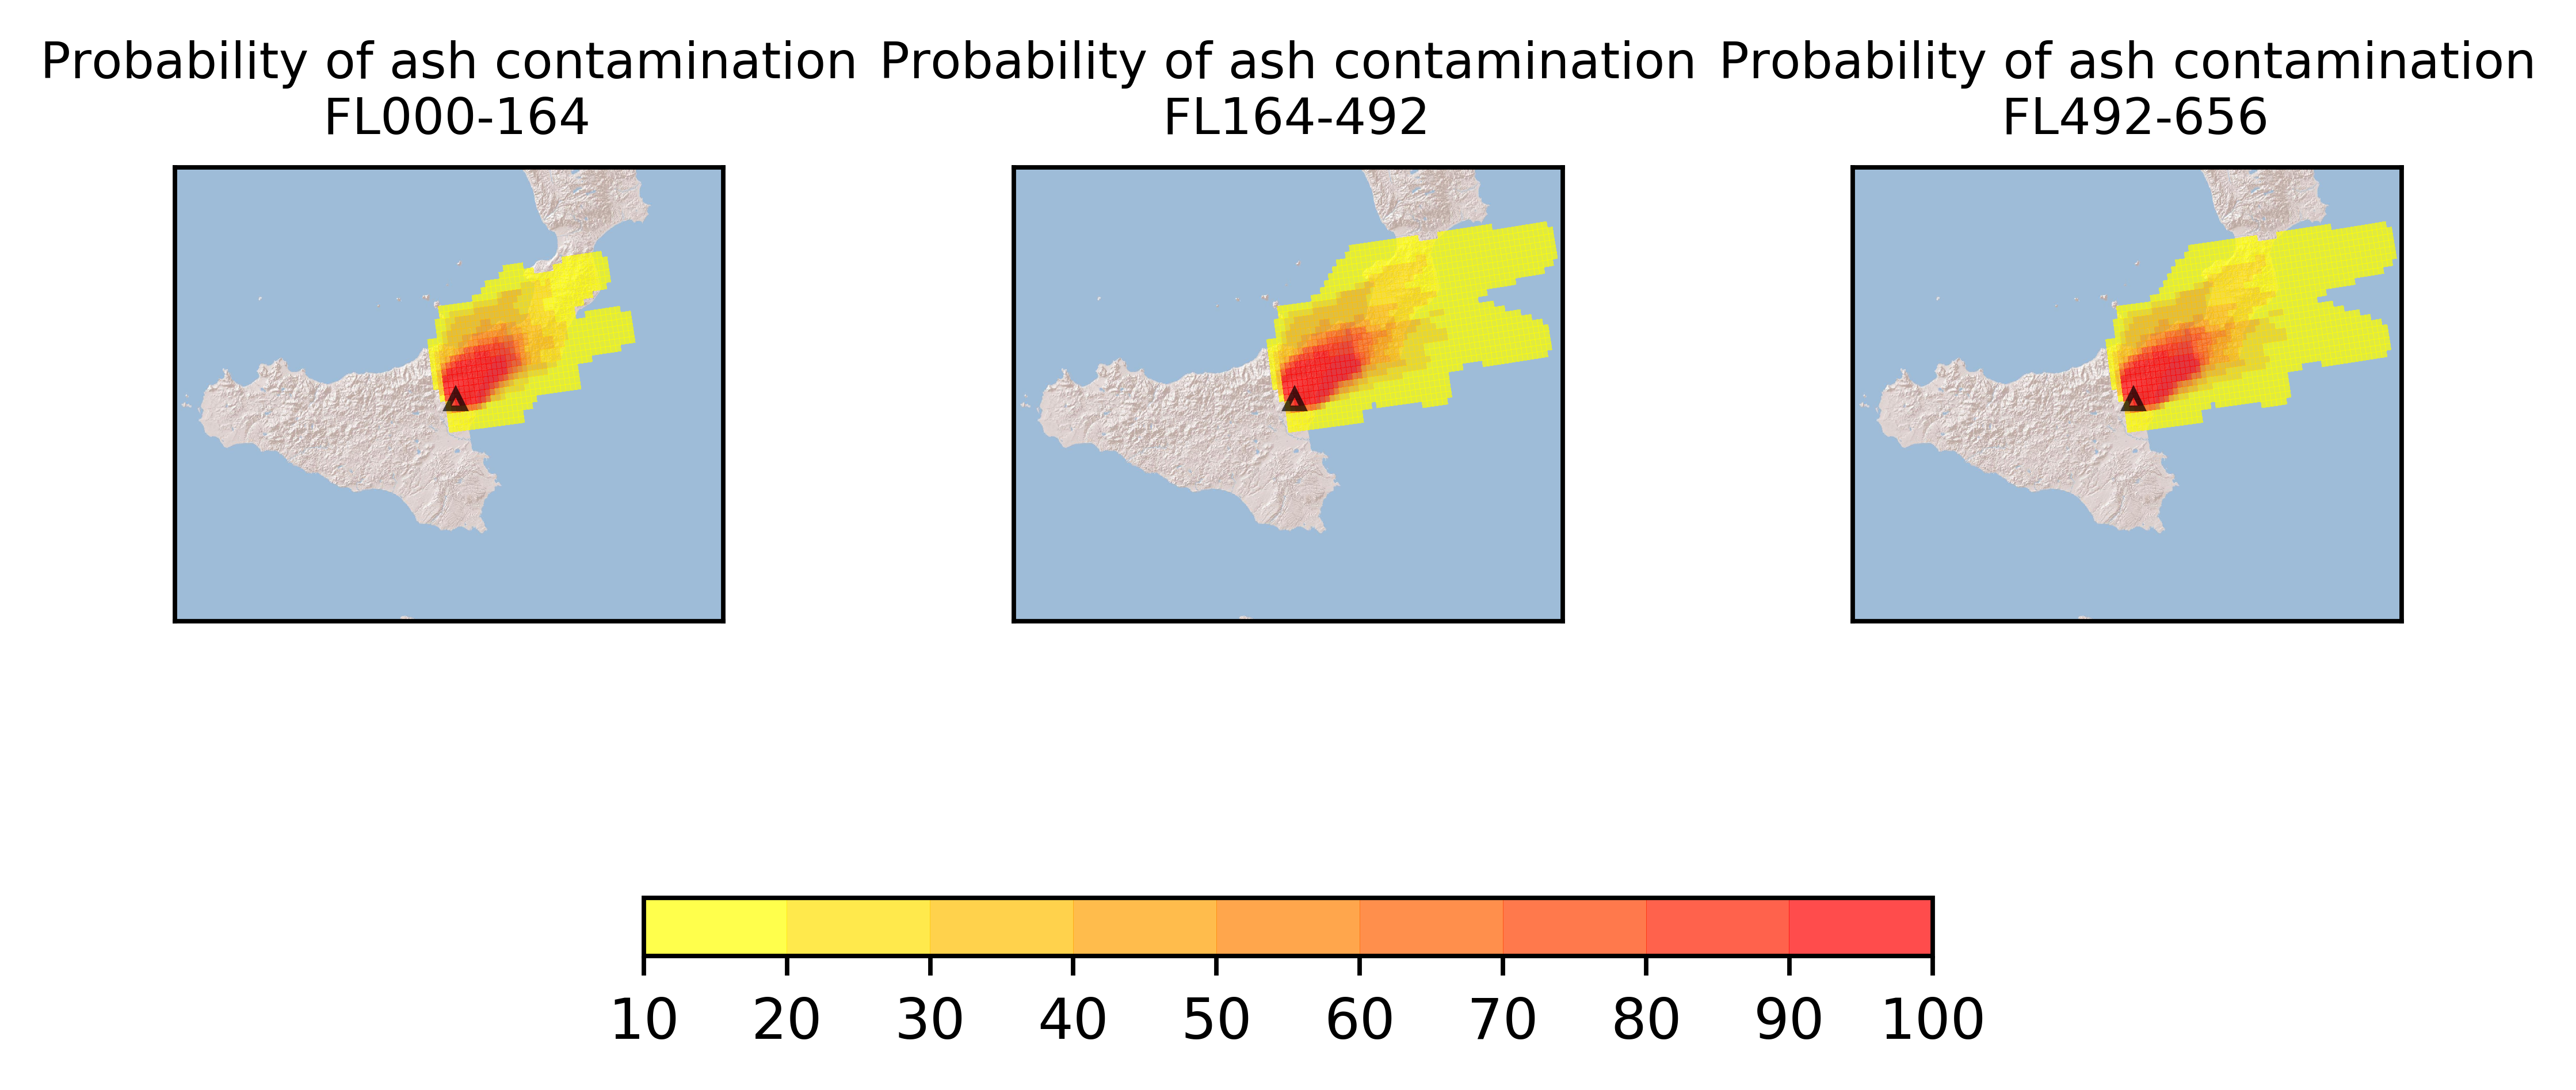 Probability of ash contamination
FL000-164
Probability of ash contamination
FL164-492
Probability of ash contamination
FL492-656
10 20 30 40 50 60 70 80 90 100